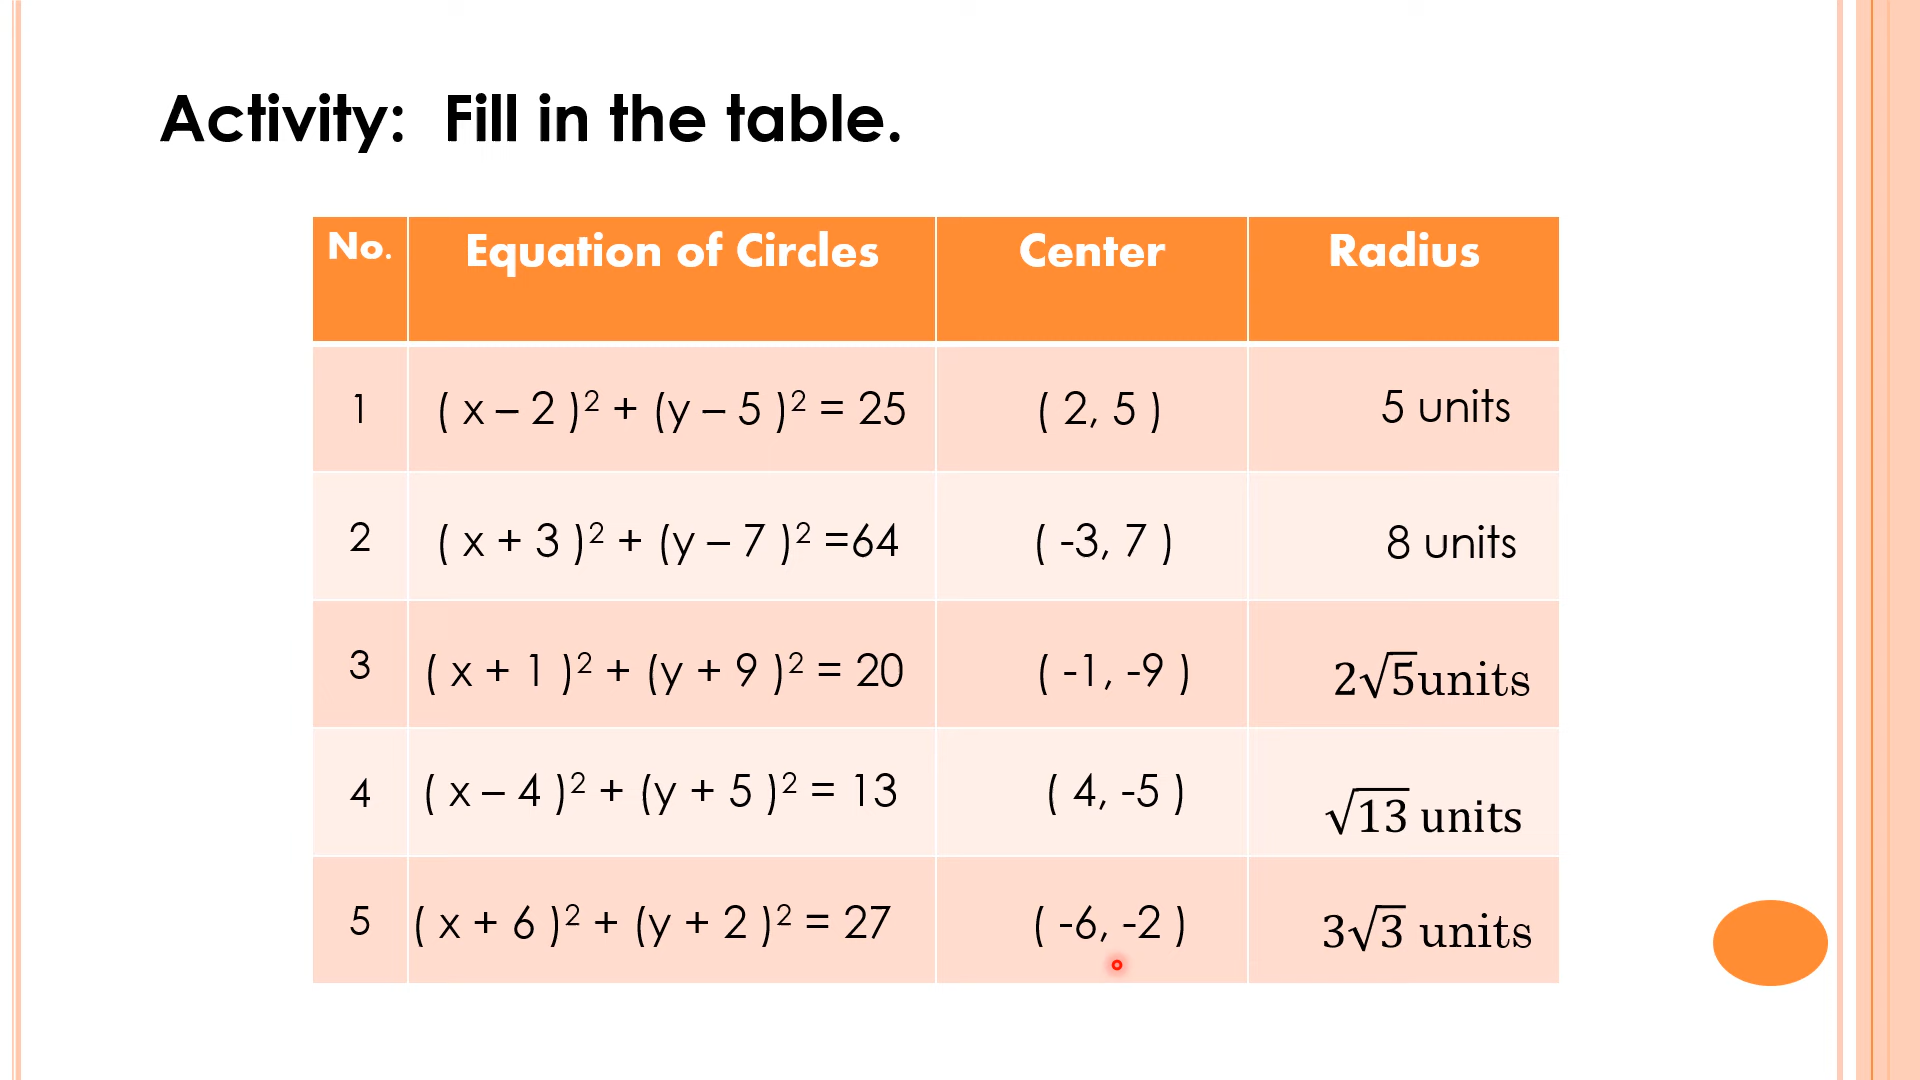 Activity: Fill in the table.
No. Equation of Circles Center Radius
1 ( x – 2 )² + (y – 5 )² = 25 ( 2, 5 ) 5 units
2 ( x + 3 )² + (y – 7 )² =64 ( -3, 7 ) 8 units
3 ( x + 1 )² + (y + 9 )² = 20 ( -1, -9 ) 2√5units
4 ( x – 4 )² + (y + 5 )² = 13 ( 4, -5 ) √13 units
5 ( x + 6 )² + (y + 2 )² = 27 ( -6, -2 ) 3√3 units